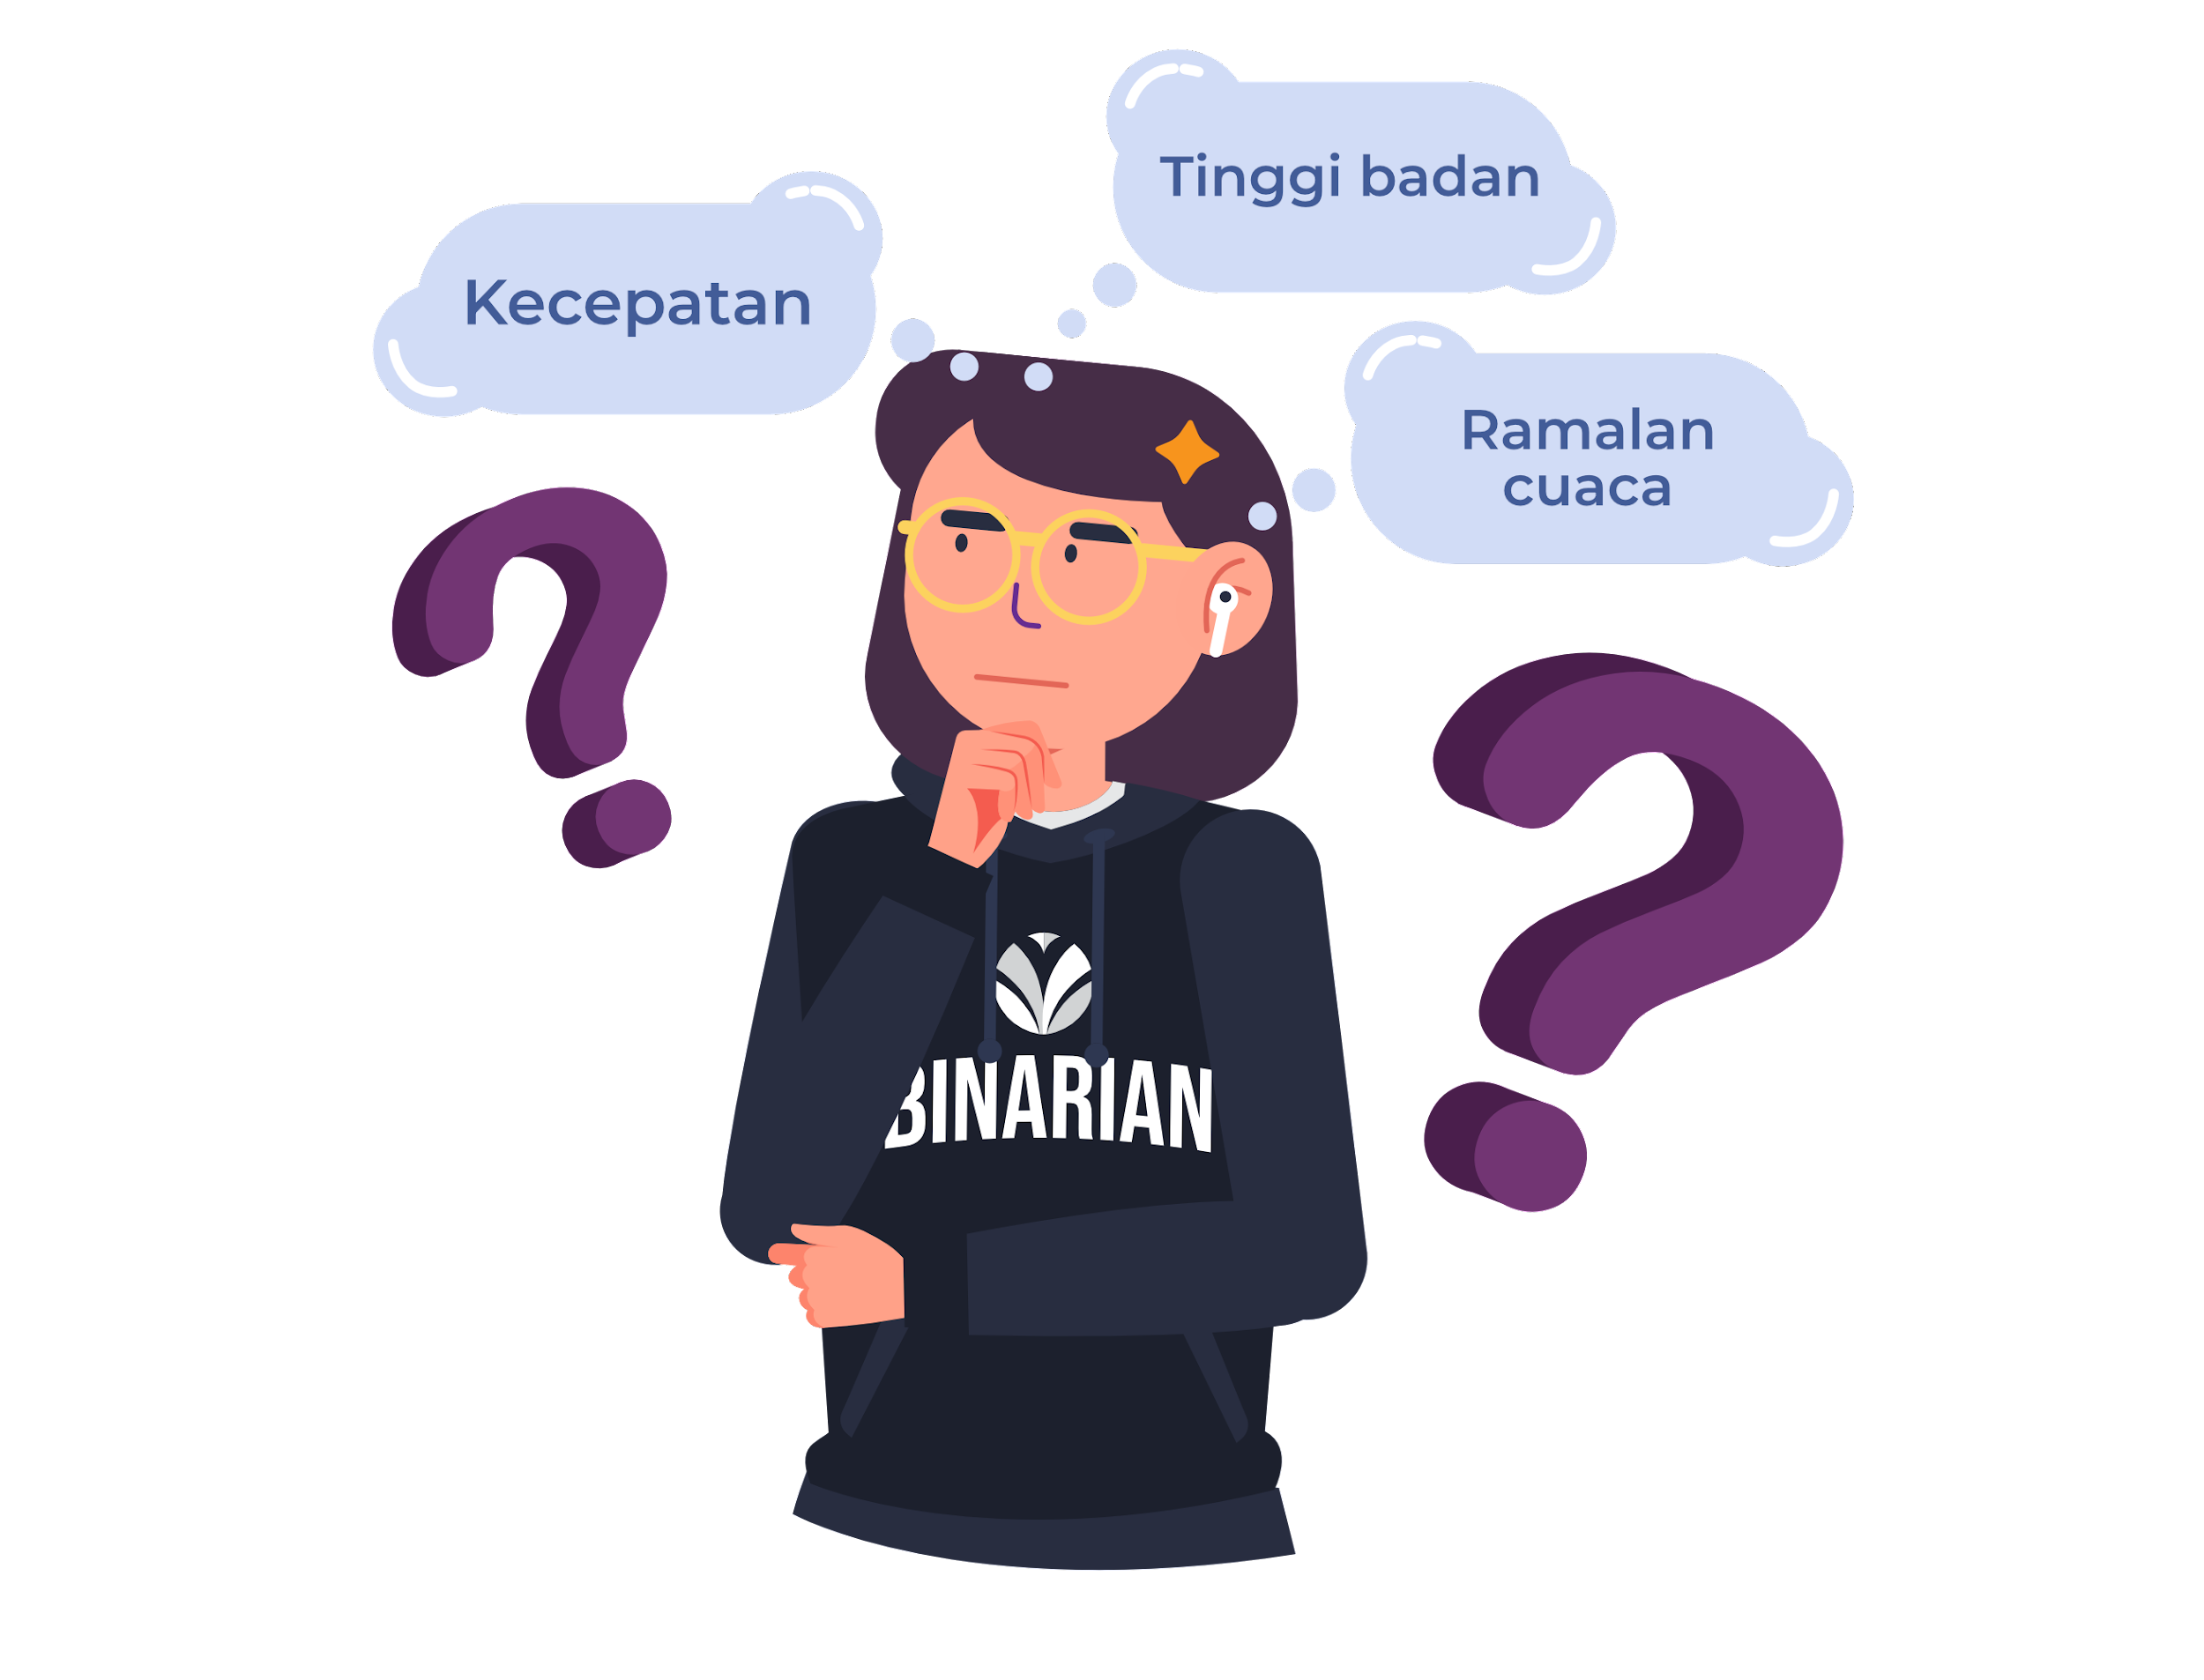 Tinggi badan
Kecepatan
Ramalan
cuaca
BINARIAN